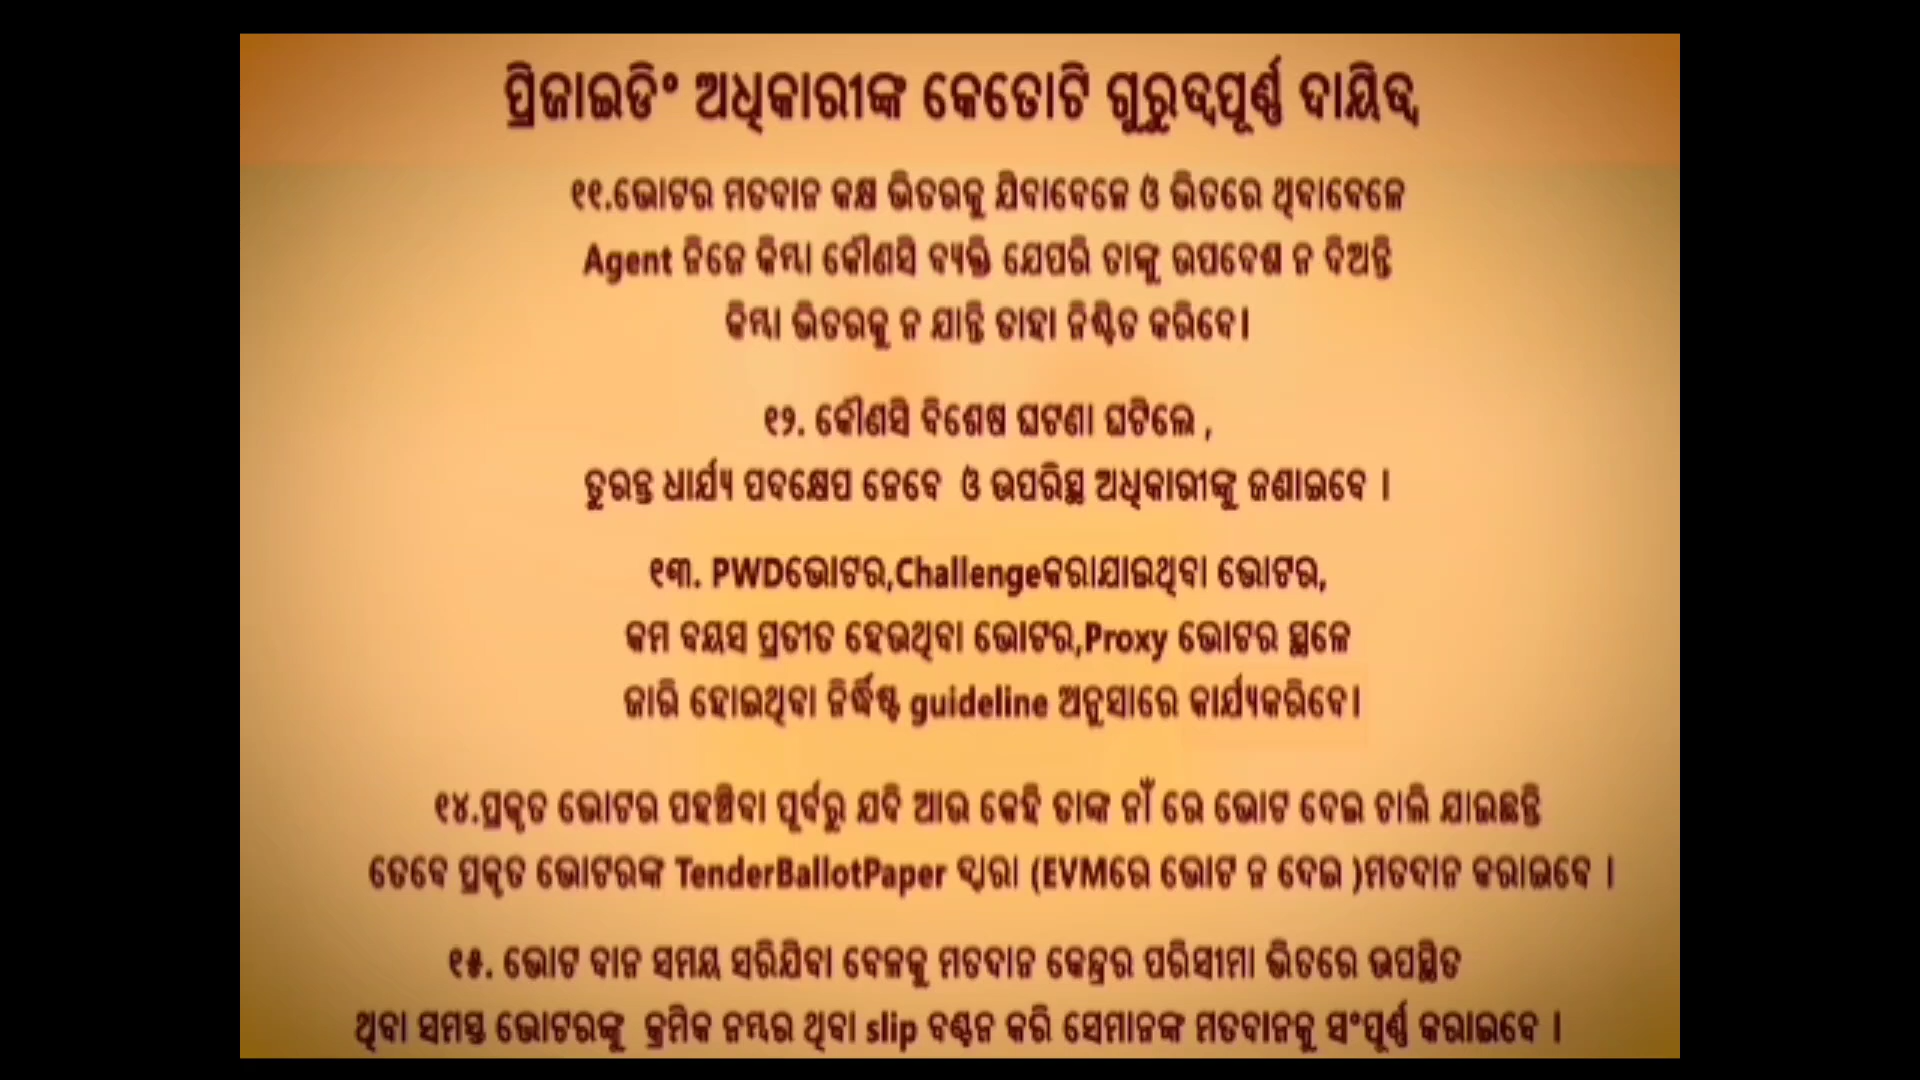 ପ୍ରିଜାଇଡିଂ ଅଧିକାରୀଙ୍କ କେତୋଟି ଗୁରୁତ୍ୱପୂର୍ଣ୍ଣ ଦାୟିତ୍ୱ
୧୧.ଭୋଟର ମତଦାନ କକ୍ଷ ଭିତରକୁ ଯିବାବେଳେ ଓ ଭିତରେ ଥିବାବେଳେ
Agent ନିଜେ କିମ୍ଭା କୌଣସି ବ୍ୟକ୍ତି ଯେପରି ତାଙ୍କୁ ଉପଦେଶ ନ ଦିଅନ୍ତି
କିମ୍ଭା ଭିତରକୁ ନ ଯାନ୍ତି ତାହା ନିଶ୍ଚିତ କରିବେ।
୧୨. କୌଣସି ବିଶେଷ ଘଟଣା ଘଟିଲେ ,
ତୁରନ୍ତ ଧାର୍ଯ୍ୟ ପଦକ୍ଷେପ ନେବେ ଓ ଉପରିସ୍ଥ ଅଧିକାରୀଙ୍କୁ ଜଣାଇବେ ।
୧୩. PWDଭୋଟର,Challengeକରାଯାଇଥିବା ଭୋଟର,
କମ ବୟସ ପ୍ରତୀତ ହେଉଥିବା ଭୋଟର,Proxy ଭୋଟର ସ୍ଥଳେ
ଜାରି ହୋଇଥିବା ନିର୍ଦ୍ଧିଷ୍ଟ guideline ଅନୁସାରେ କାର୍ଯ୍ୟକରିବେ।
୧୪.ପ୍ରକୃତ ଭୋଟର ପହଞ୍ଚିବା ପୂର୍ବରୁ ଯଦି ଆଉ କେହି ତାଙ୍କ ନାଁ ରେ ଭୋଟ ଦେଇ ଚାଲି ଯାଇଛନ୍ତି
ତେବେ ପ୍ରକୃତ ଭୋଟରଙ୍କ TenderBallotPaper ଦ୍ୱାରା (EVMରେ ଭୋଟ ନ ଦେଇ )ମତଦାନ କରାଇବେ ।
୧୫. ଭୋଟ ଦାନ ସମୟ ସରିଯିବା ବେଳକୁ ମତଦାନ କେନ୍ଦ୍ରର ପରିସୀମା ଭିତରେ ଉପସ୍ଥିତ
ଥିବା ସମସ୍ତ ଭୋଟରଙ୍କୁ କ୍ରମିକ ନମ୍ଭର ଥିବା slip ବଣ୍ଟନ କରି ସେମାନଙ୍କ ମତଦାନକୁ ସଂପୂର୍ଣ୍ଣ କରାଇବେ ।